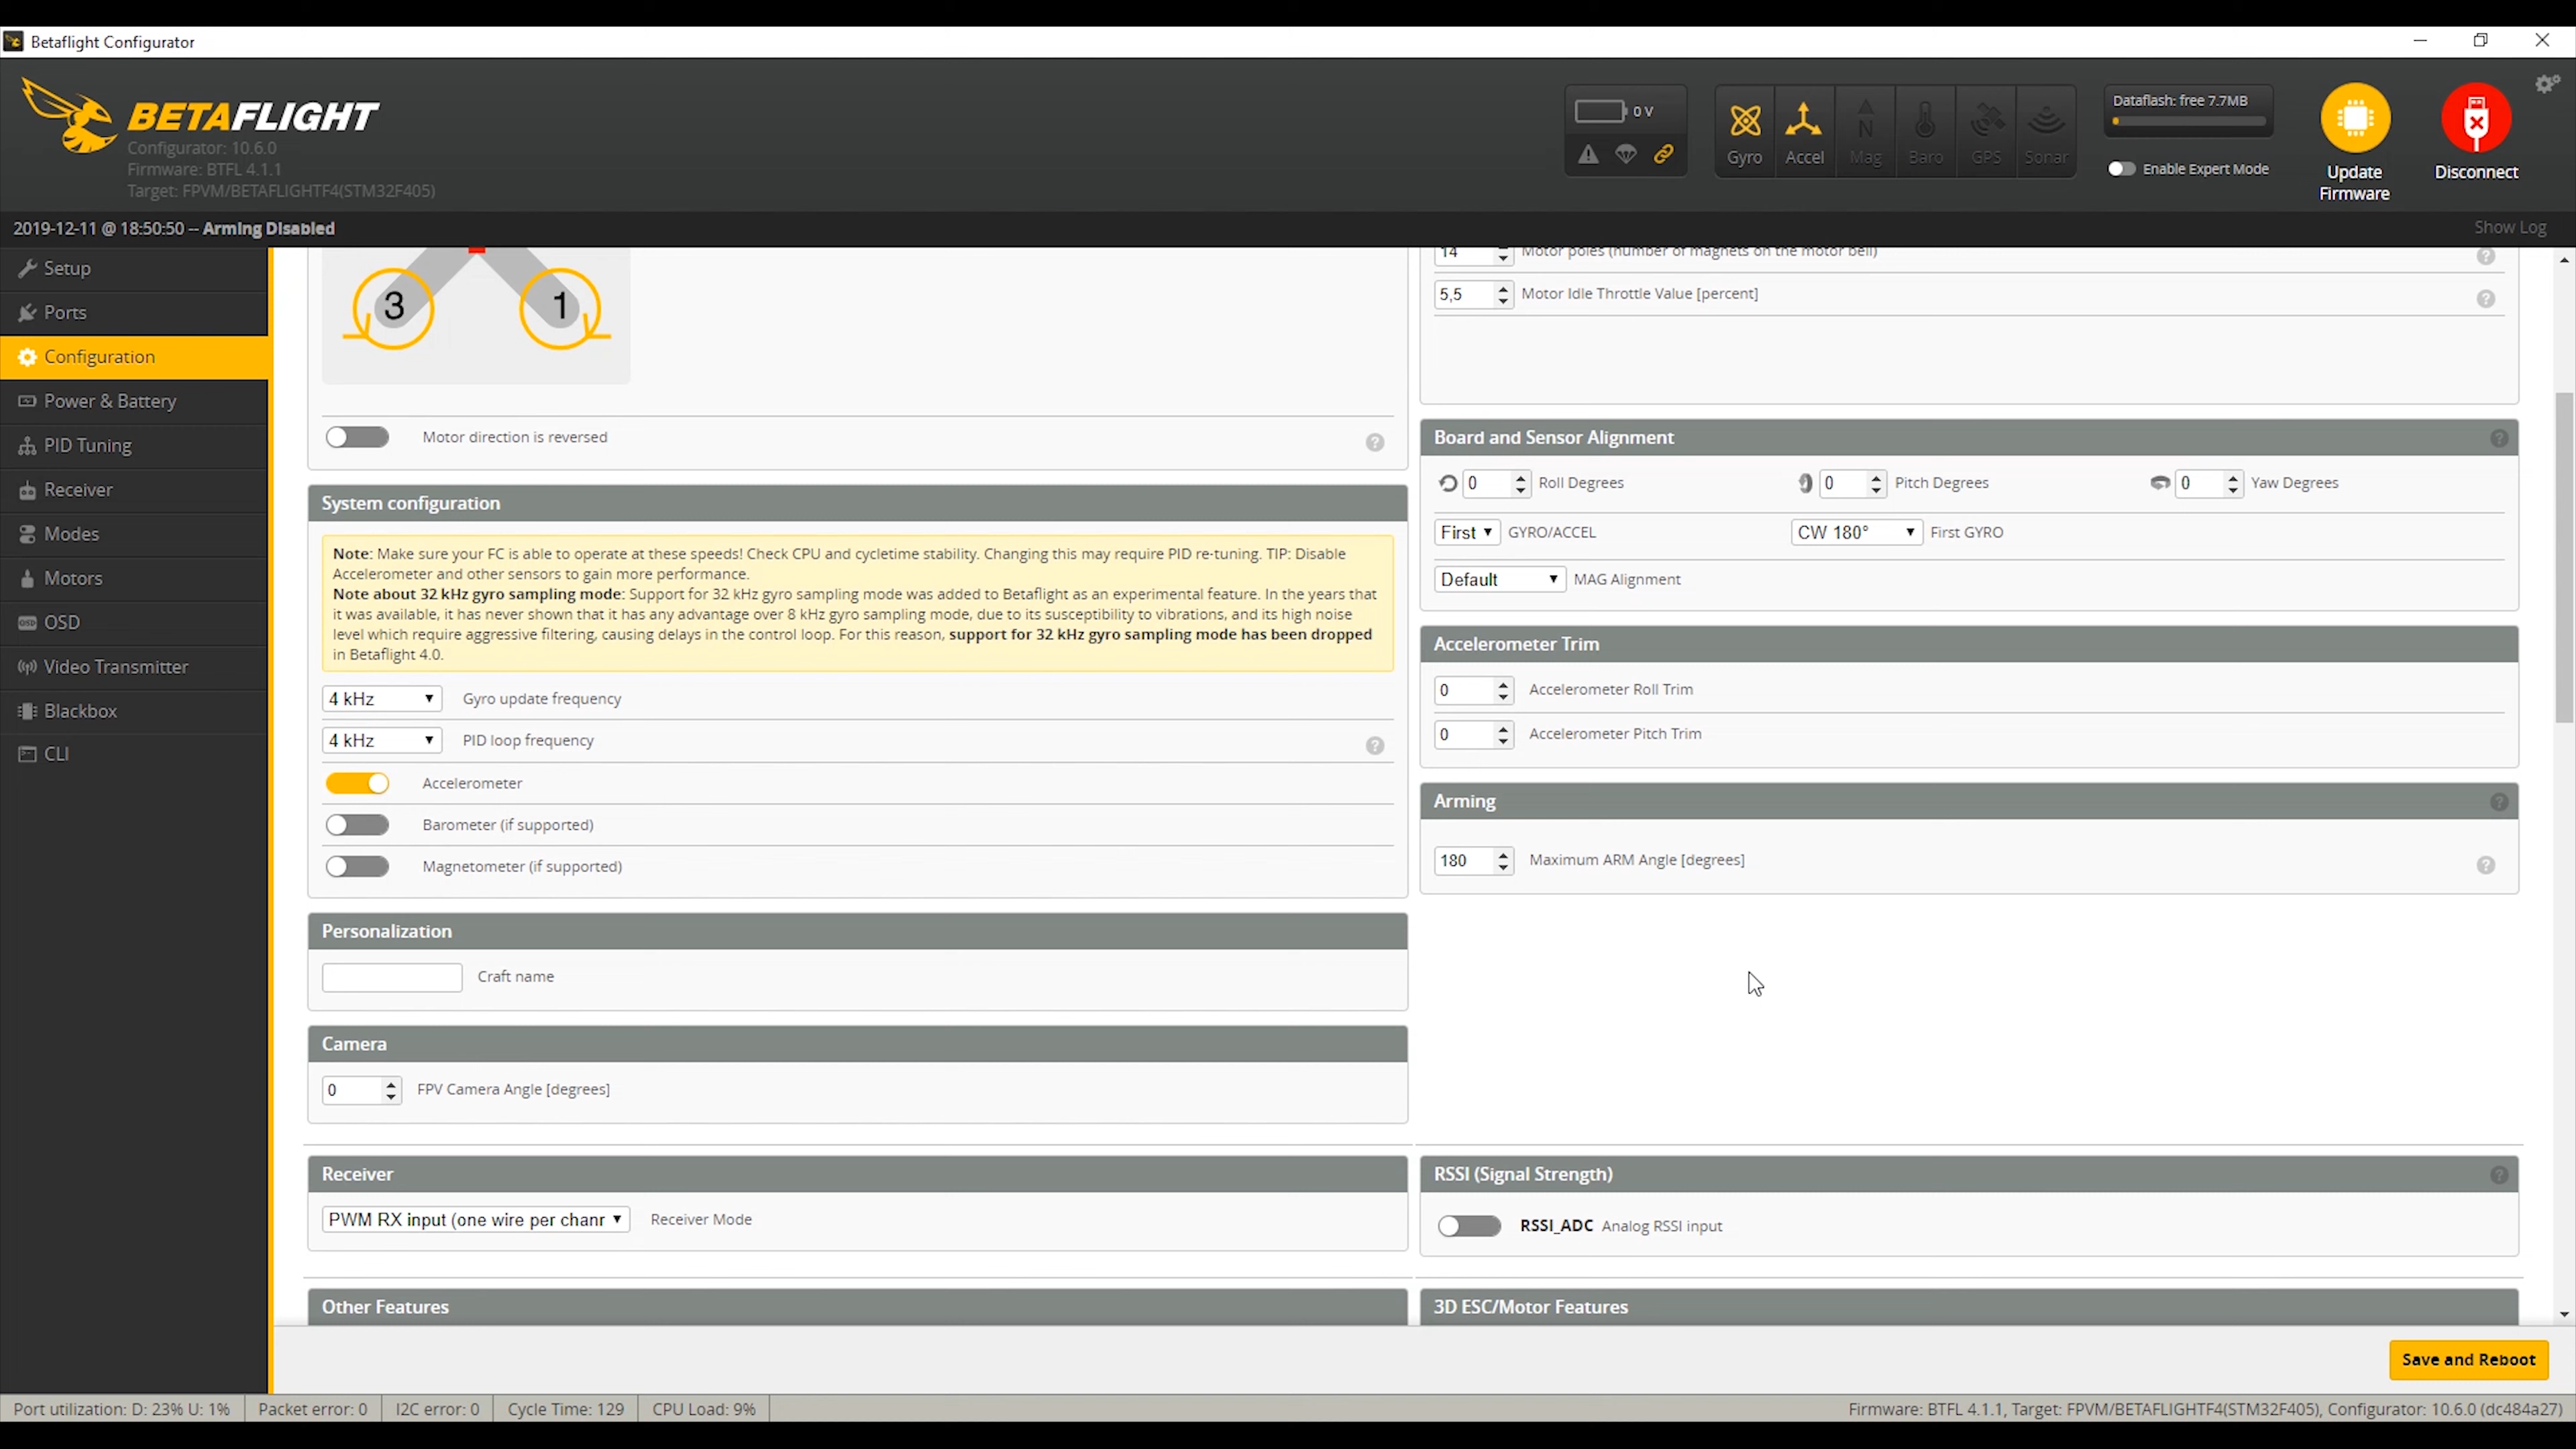 Betaflight Configurator
BETAFLIGHT
Configurator: 10.6.0
Firmware: BTFL 4.1.1
Target: FPVM/BETAFLIGHTF4(STM32F405)
0 V
Gyro
Accel
Mag
Baro
GPS
Sonar
Dataflash: free 7.7MB
Enable Expert Mode
Update
Firmware
Disconnect
2019-12-11 @ 18:50:50 -- Arming Disabled
Show Log
Setup
Ports
Configuration
Power & Battery
PID Tuning
Receiver
Modes
Motors
OSD
Video Transmitter
Blackbox
CLI
3
1
Motor direction is reversed
System configuration
Note: Make sure your FC is able to operate at these speeds! Check CPU and cycletime stability. Changing this may require PID re-tuning. TIP: Disable
Accelerometer and other sensors to gain more performance.
Note about 32 kHz gyro sampling mode: Support for 32 kHz gyro sampling mode was added to Betaflight as an experimental feature. In the years that
it was available, it has never shown that it has any advantage over 8 kHz gyro sampling mode, due to its susceptibility to vibrations, and its high noise
level which require aggressive filtering, causing delays in the control loop. For this reason, support for 32 kHz gyro sampling mode has been dropped
in Betaflight 4.0.
4 kHz Gyro update frequency
4 kHz PID loop frequency
Accelerometer
Barometer (if supported)
Magnetometer (if supported)
Personalization
Craft name
Camera
0 FPV Camera Angle [degrees]
Receiver
PWM RX input (one wire per chanr Receiver Mode
Other Features
14 Motor poles (number of magnets on the motor bell)
5,5 Motor Idle Throttle Value [percent]
Board and Sensor Alignment
0 Roll Degrees 0 Pitch Degrees 0 Yaw Degrees
First GYRO/ACCEL CW 180° First GYRO
Default MAG Alignment
Accelerometer Trim
0 Accelerometer Roll Trim
0 Accelerometer Pitch Trim
Arming
180 Maximum ARM Angle [degrees]
RSSI (Signal Strength)
RSSI_ADC Analog RSSI input
3D ESC/Motor Features
Save and Reboot
Port utilization: D: 23% U: 1% Packet error: 0 I2C error: 0 Cycle Time: 129 CPU Load: 9% Firmware: BTFL 4.1.1, Target: FPVM/BETAFLIGHTF4(STM32F405), Configurator: 10.6.0 (dc484a27)